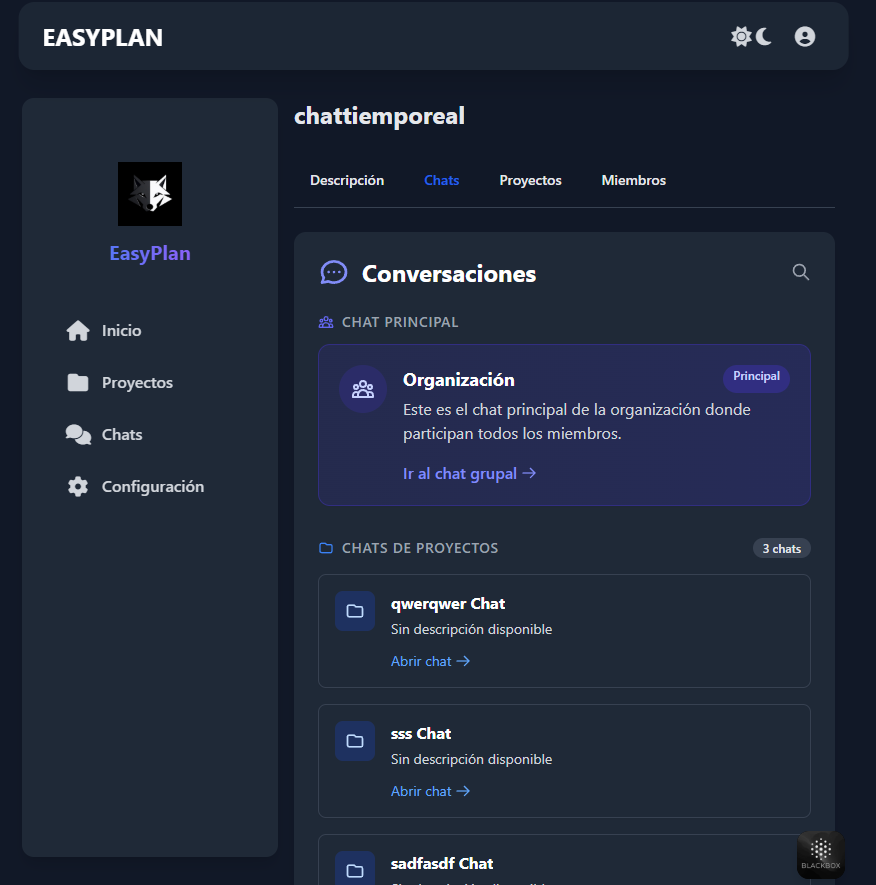 EASYPLAN
EasyPlan
Inicio
Proyectos
Chats
Configuración
chattiemporeal
Descripción
Chats
Proyectos
Miembros
Conversaciones
CHAT PRINCIPAL
Organización
Principal
Este es el chat principal de la organización donde
participan todos los miembros.
Ir al chat grupal →
CHATS DE PROYECTOS
3 chats
qwerqwer Chat
Sin descripción disponible
Abrir chat →
sss Chat
Sin descripción disponible
Abrir chat →
sadfasdf Chat
BLACKBOX